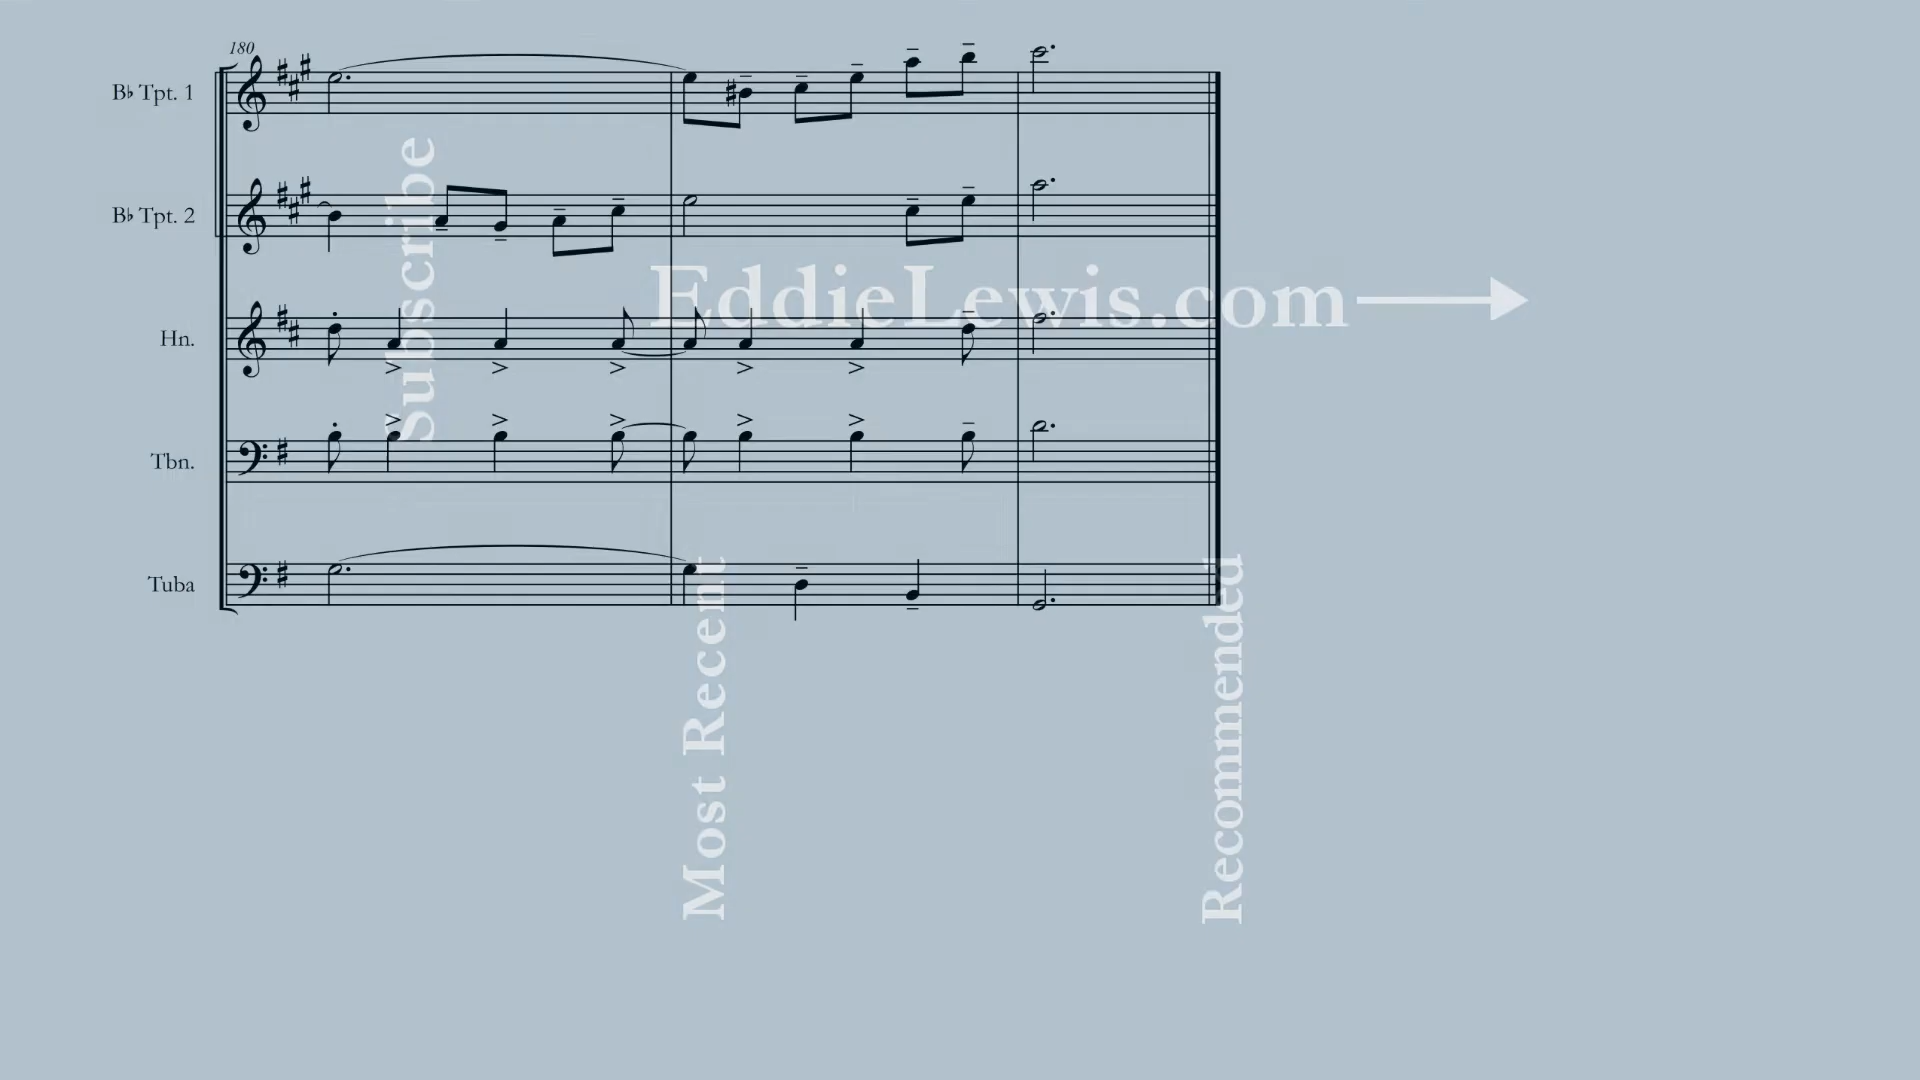 180
B♭ Tpt. 1
B♭ Tpt. 2
Hn.
Tbn.
Tuba
Subscribe
EddieLewis.com
Most Recent
Recommended